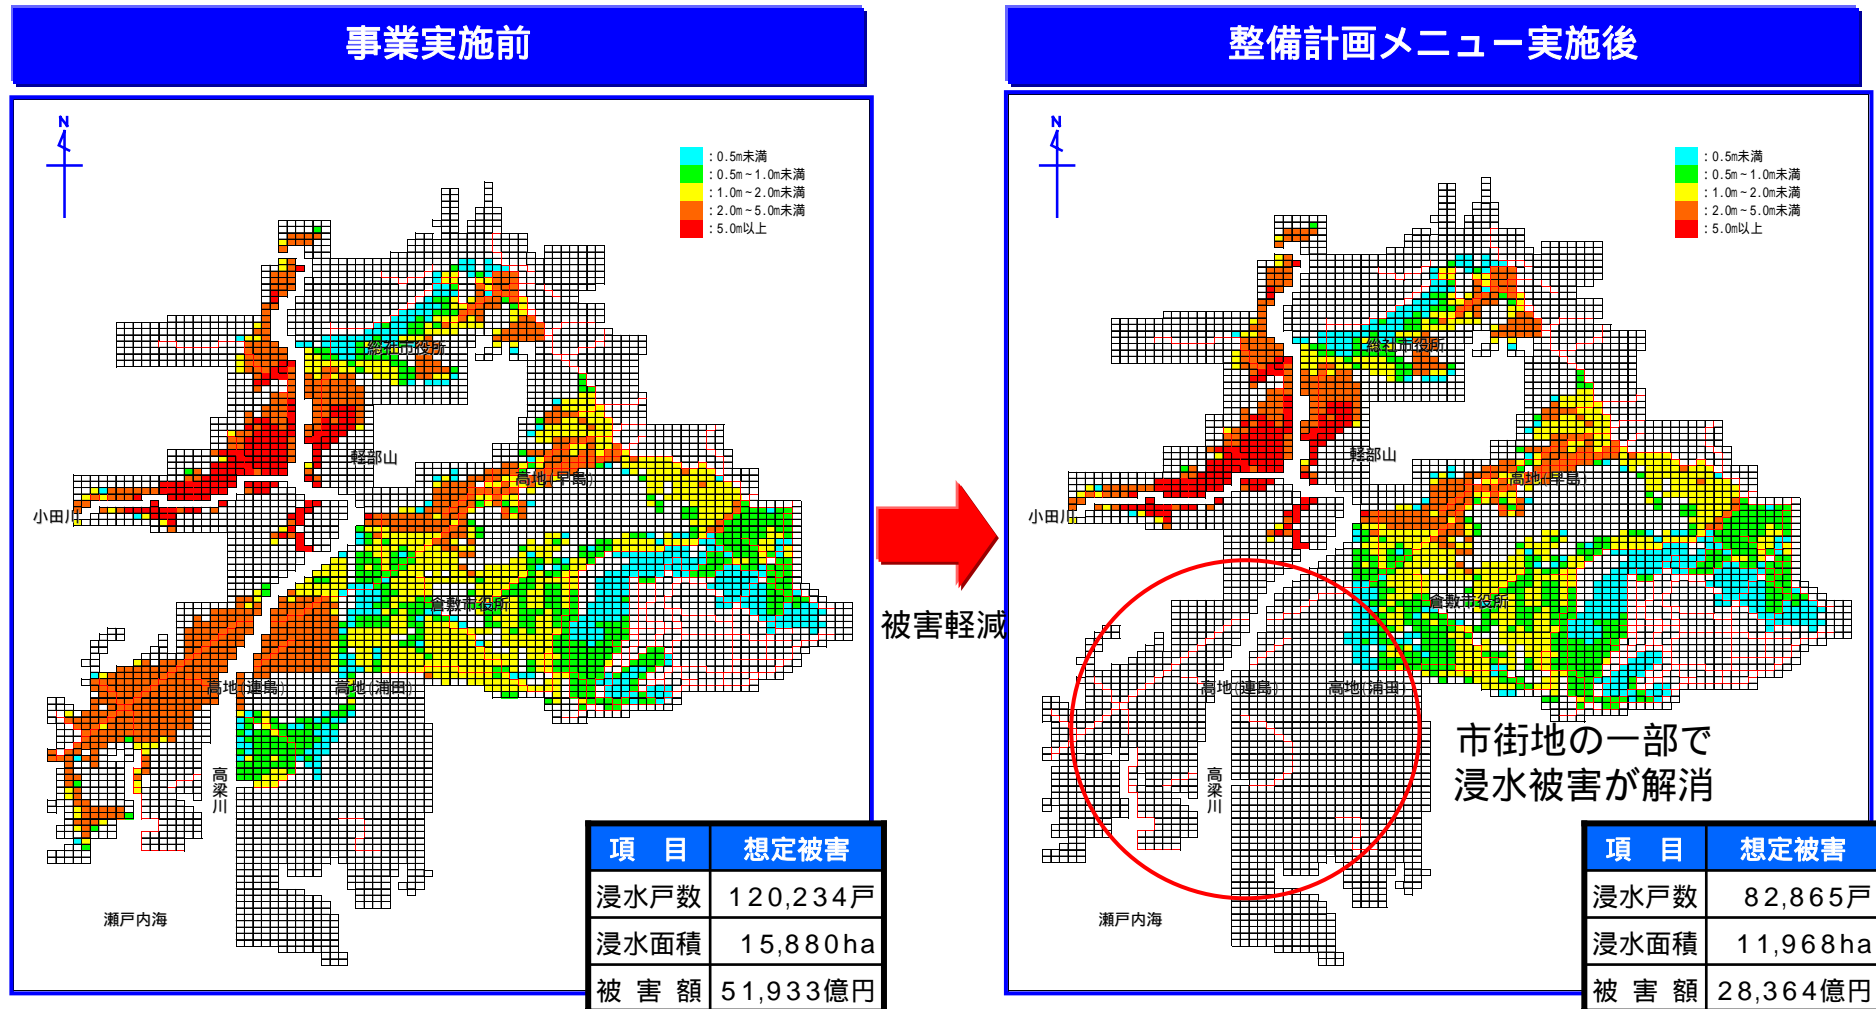 事業実施前
N
:0.5m未満
:0.5m~1.0m未満
:1.0m~2.0m未満
:2.0m~5.0m未満
:5.0m以上
総社市役所
軽部山
高地(早島)
小田川
倉敷市役所
高地(連島)
高地(浦田)
高梁川
瀬戸内海
項 目 想定被害
浸水戸数 120,234戸
浸水面積 15,880ha
被 害 額 51,933億円
被害軽減
整備計画メニュー実施後
N
:0.5m未満
:0.5m~1.0m未満
:1.0m~2.0m未満
:2.0m~5.0m未満
:5.0m以上
総社市役所
軽部山
高地(早島)
小田川
倉敷市役所
高地(連島)
高地(浦田)
市街地の一部で
浸水被害が解消
高梁川
瀬戸内海
項 目 想定被害
浸水戸数 82,865戸
浸水面積 11,968ha
被 害 額 28,364億円